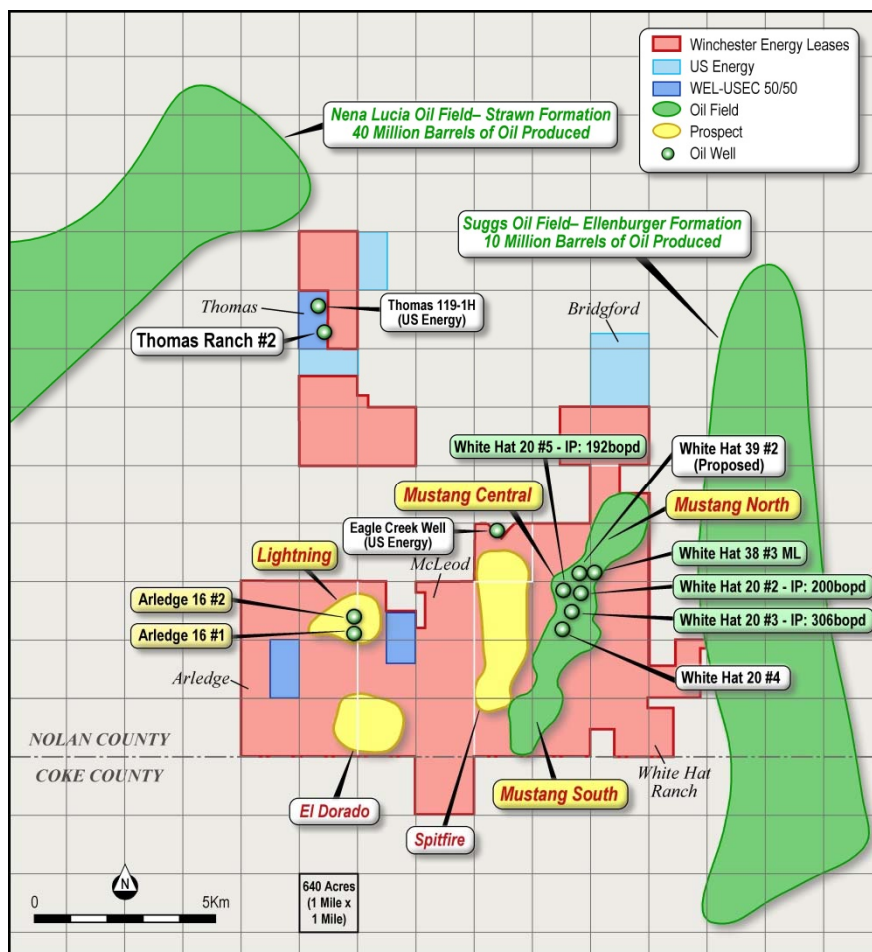 Winchester Energy Leases
US Energy
WEL-USEC 50/50
Oil Field
Prospect
Oil Well
Nena Lucia Oil Field– Strawn Formation
40 Million Barrels of Oil Produced
Suggs Oil Field– Ellenburger Formation
10 Million Barrels of Oil Produced
Thomas
Thomas 119-1H
(US Energy)
Thomas Ranch #2
Bridgford
White Hat 20 #5 - IP: 192bopd
White Hat 39 #2
(Proposed)
Mustang Central
Mustang North
Eagle Creek Well
(US Energy)
McLeod
Lightning
White Hat 38 #3 ML
White Hat 20 #2 - IP: 200bopd
White Hat 20 #3 - IP: 306bopd
Arledge 16 #2
Arledge 16 #1
Arledge
White Hat 20 #4
NOLAN COUNTY
COKE COUNTY
White Hat
Ranch
Mustang South
El Dorado
Spitfire
N
0
5Km
640 Acres
(1 Mile x
1 Mile)